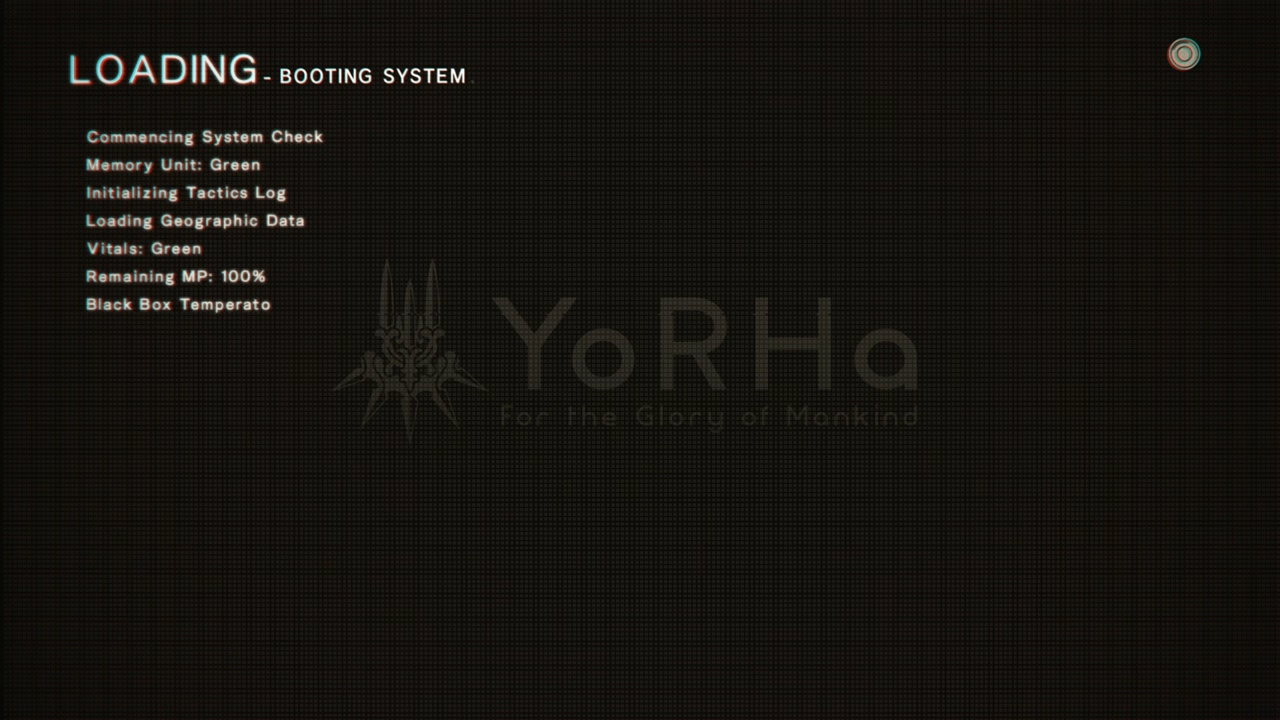 LOADING - BOOTING SYSTEM
Commencing System Check
Memory Unit: Green
Initializing Tactics Log
Loading Geographic Data
Vitals: Green
Remaining MP: 100%
Black Box Temperato
YoRHa
For the Glory of Mankind